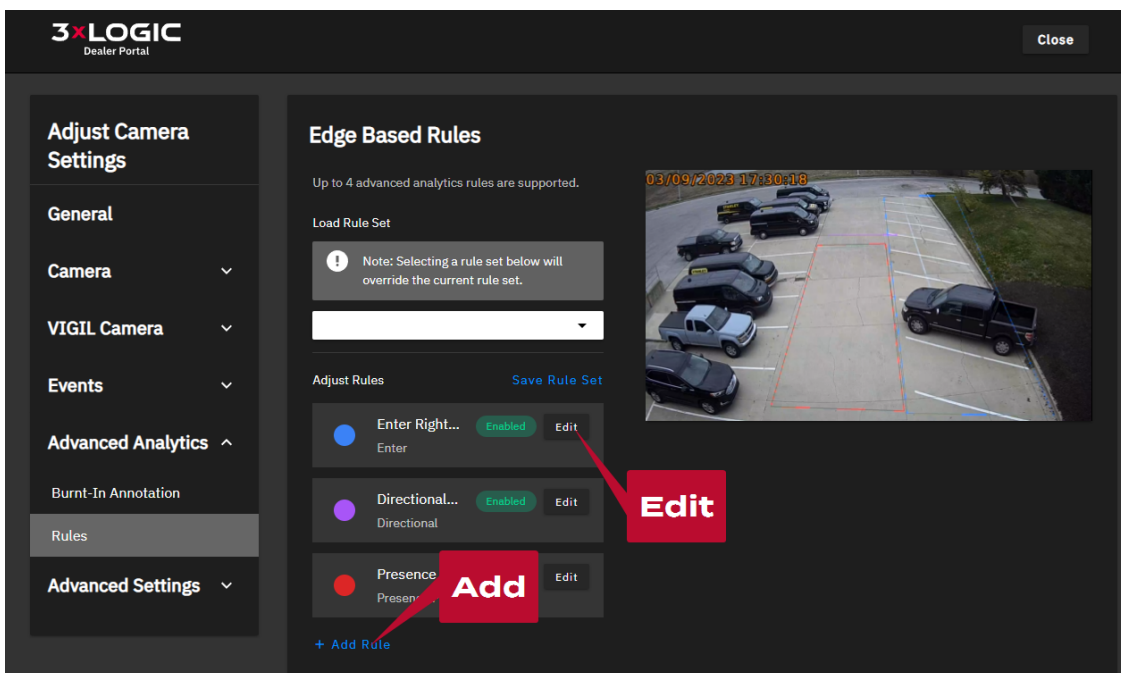 3xLOGIC
Dealer Portal
Close
Adjust Camera
Settings
General
Camera
VIGIL Camera
Events
Advanced Analytics
Burnt-In Annotation
Rules
Advanced Settings
Edge Based Rules
Up to 4 advanced analytics rules are supported.
Load Rule Set
Note: Selecting a rule set below will
override the current rule set.
Adjust Rules
Save Rule Set
Enter Right...
Enter
Enabled
Edit
Directional...
Directional
Enabled
Edit
Presence
Edit
+ Add Rule
03/09/2023 17:30:18
Edit
Add